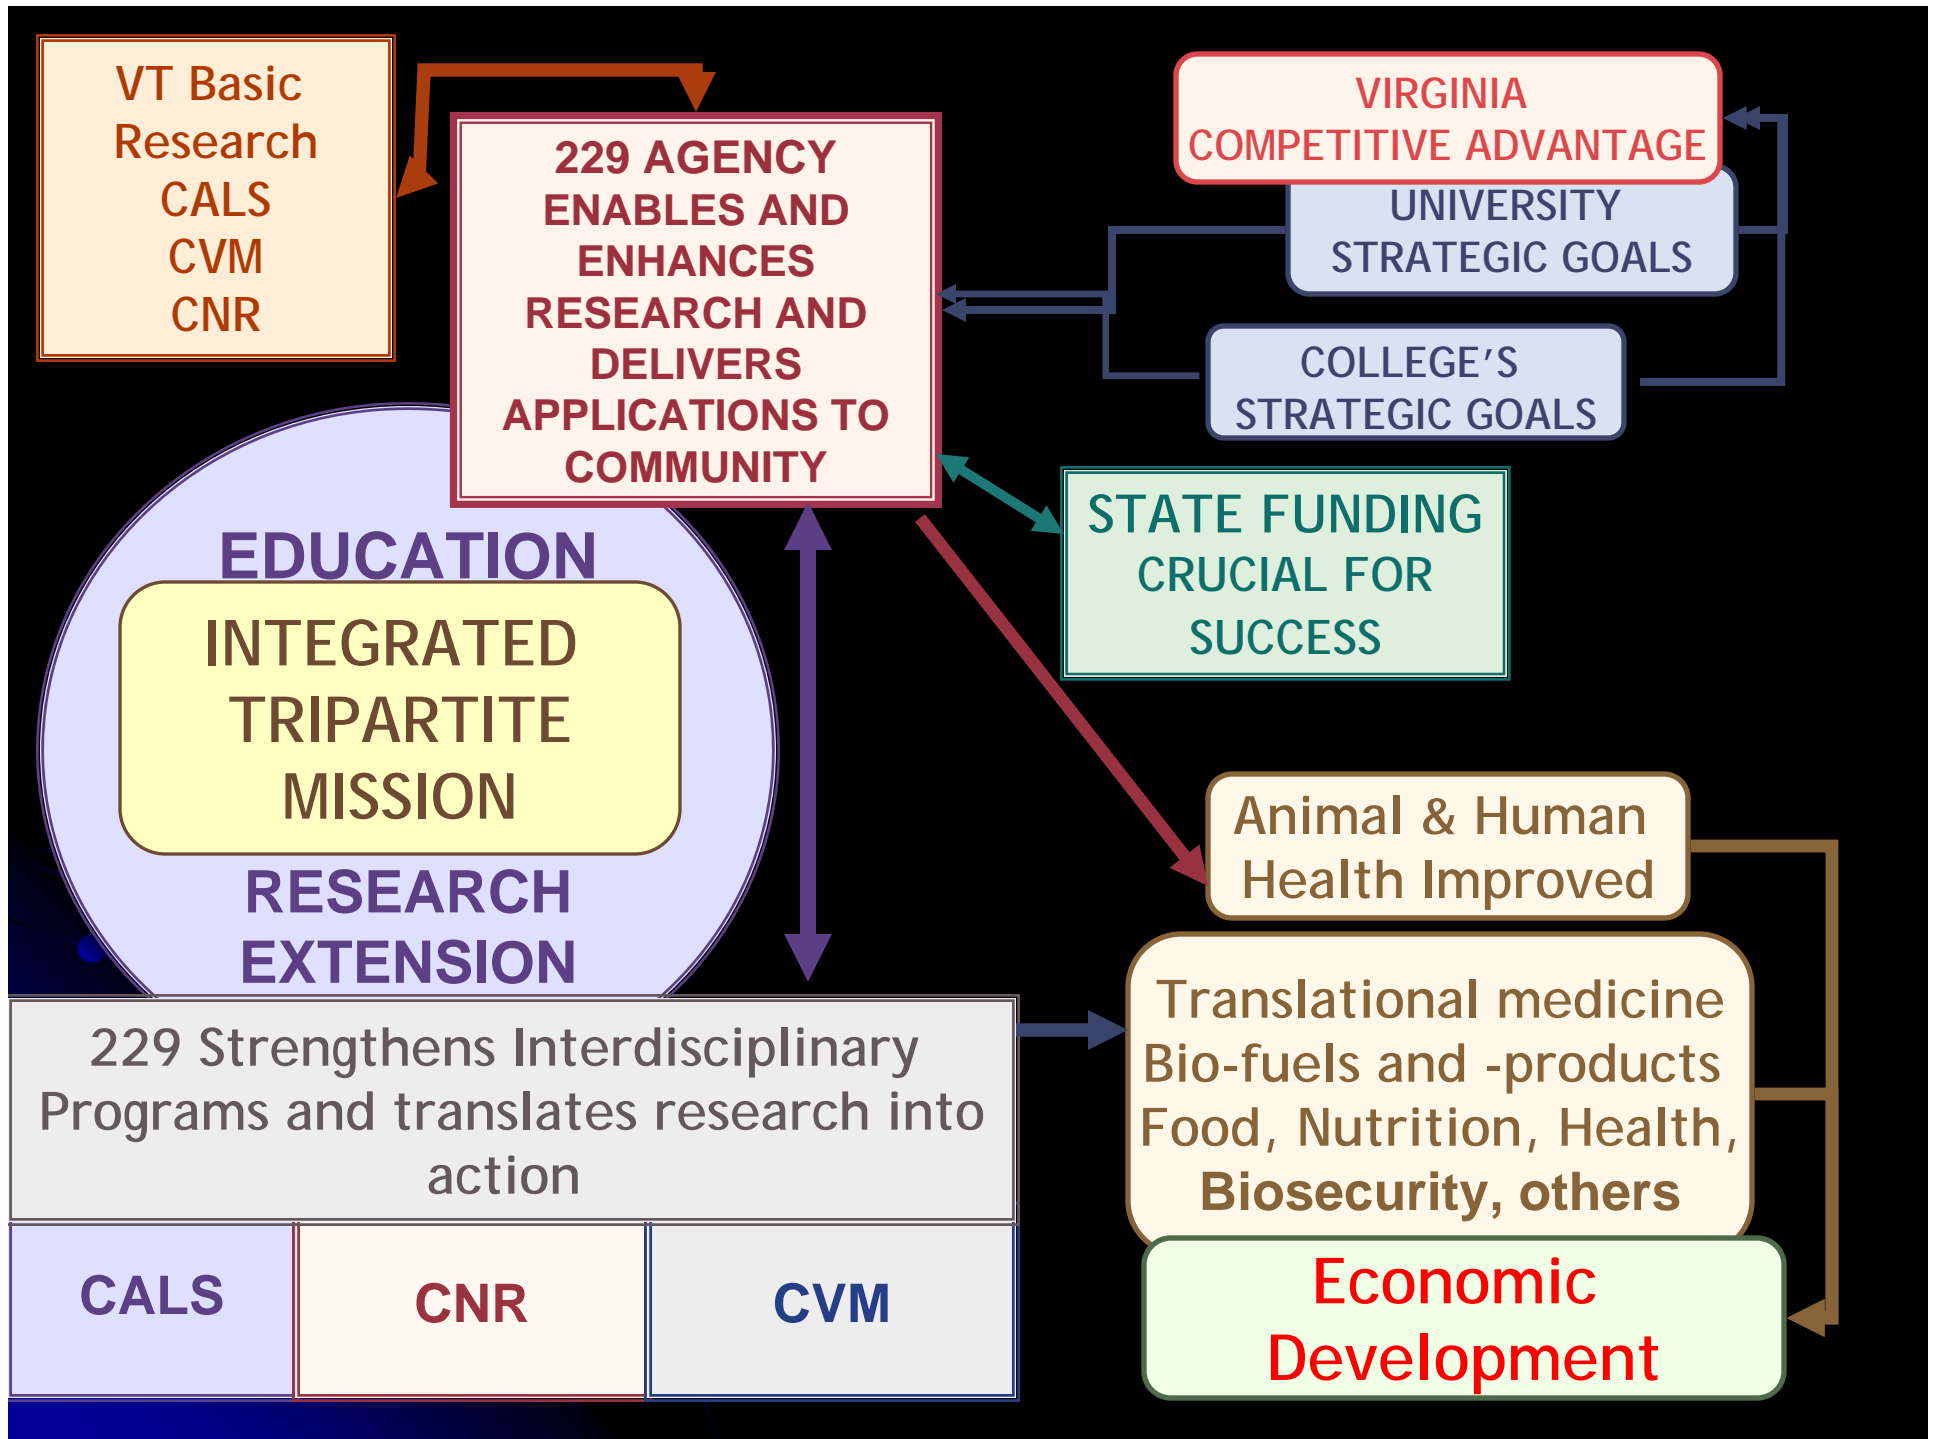 VT Basic
Research
CALS
CVM
CNR
229 AGENCY
ENABLES AND
ENHANCES
RESEARCH AND
DELIVERS
APPLICATIONS TO
COMMUNITY
VIRGINIA
COMPETITIVE ADVANTAGE
UNIVERSITY
STRATEGIC GOALS
COLLEGE’S
STRATEGIC GOALS
STATE FUNDING
CRUCIAL FOR
SUCCESS
EDUCATION
INTEGRATED
TRIPARTITE
MISSION
RESEARCH
EXTENSION
Animal & Human
Health Improved
Translational medicine
Bio-fuels and -products
Food, Nutrition, Health,
Biosecurity, others
Economic
Development
229 Strengthens Interdisciplinary
Programs and translates research into
action
CALS
CNR
CVM